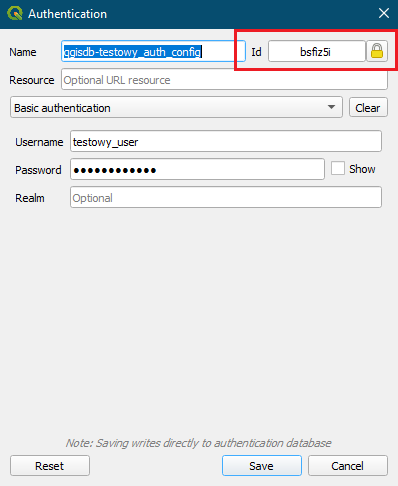 Authentication
Name qgisdb-testowy_auth_config Id bsfiz5i
Resource Optional URL resource
Basic authentication Clear
Username testowy_user
Password ●●●●●●●●●●●● Show
Realm Optional
Note: Saving writes directly to authentication database
Reset Save Cancel